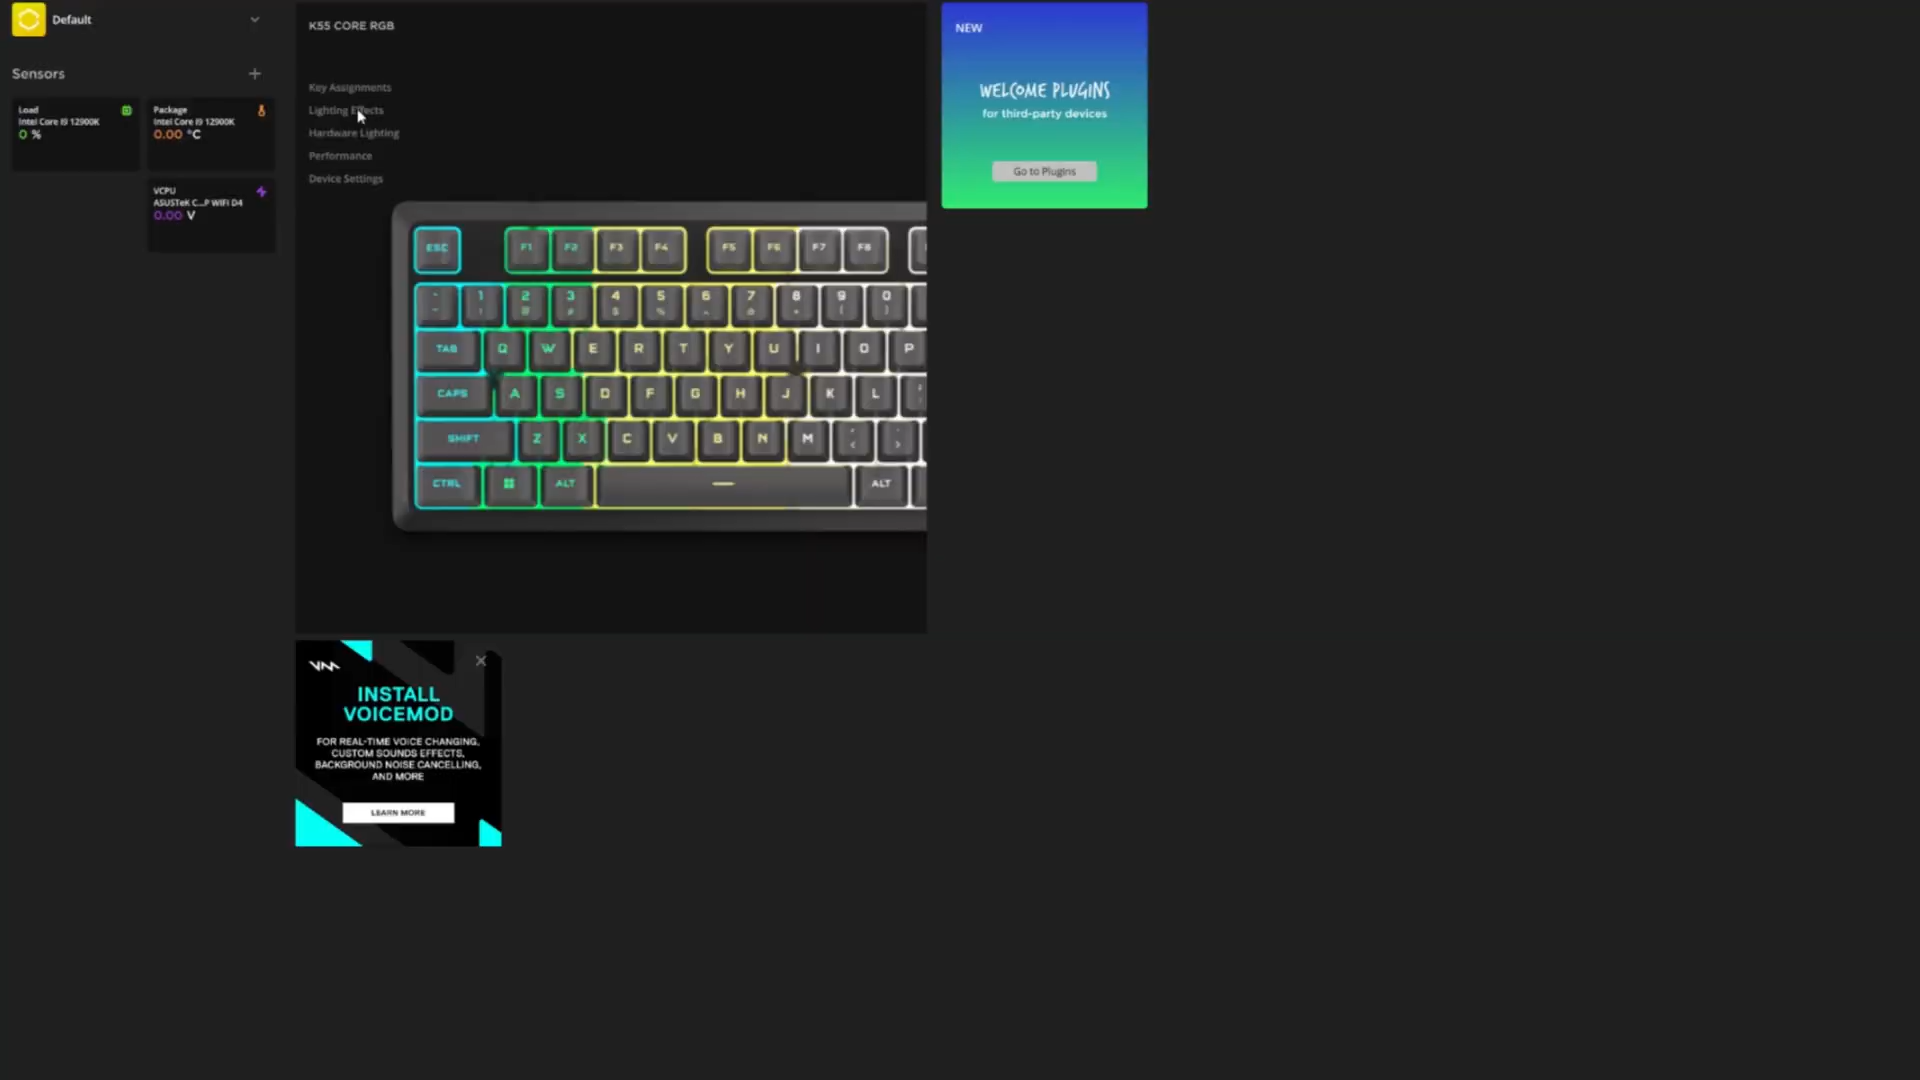 Default
Sensors
Load
Intel Core i9 12900K
0 %
Package
Intel Core i9 12900K
0.00 °C
VCPU
ASUSTeK C...P WIFI D4
0.00 V
K55 CORE RGB
Key Assignments
Lighting Effects
Hardware Lighting
Performance
Device Settings
ESC F1 F2 F3 F4 F5 F6 F7 F8
1 2 3 4 5 6 7 8 9 0
TAB Q W E R T Y U I O P
CAPS A S D F G H J K L
SHIFT Z X C V B N M
CTRL ALT ALT
NEW
WELCOME PLUGINS
for third-party devices
Go to Plugins
INSTALL
VOICEMOD
FOR REAL-TIME VOICE CHANGING,
CUSTOM SOUNDS EFFECTS,
BACKGROUND NOISE CANCELLING,
AND MORE
LEARN MORE